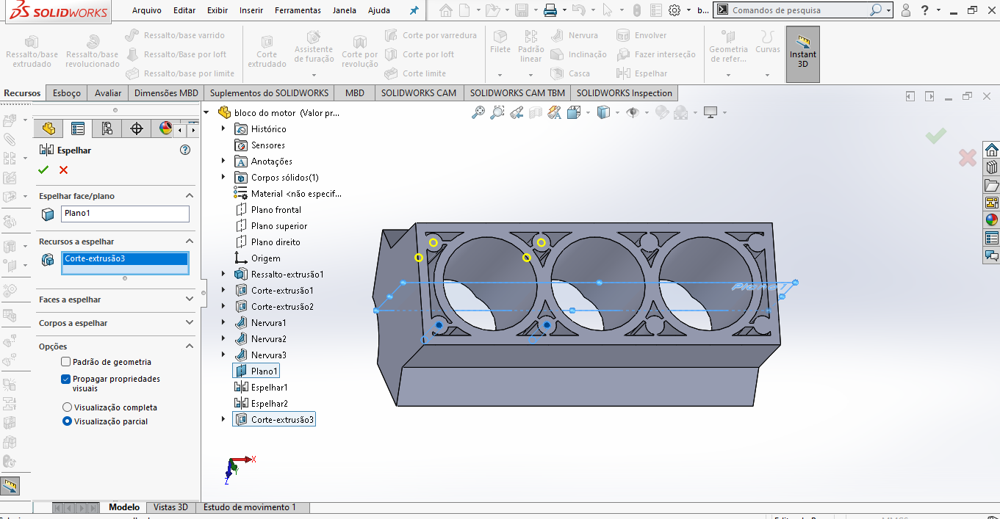 SOLIDWORKS
Arquivo Editar Exibir Inserir Ferramentas Janela Ajuda
b...
Comandos de pesquisa
?
Ressalto/base extrudado
Ressalto/base revolucionado
Ressalto/base varrido
Ressalto/Base por loft
Ressalto/base por limite
Corte extrudado
Assistente de furação
Corte por revolução
Corte por varredura
Corte por loft
Corte limite
Filete
Padrão linear
Nervura
Inclinação
Casca
Envolver
Fazer interseção
Espelhar
Geometria de refer...
Curvas
Instant 3D
Recursos Esboço Avaliar Dimensões MBD Suplementos do SOLIDWORKS MBD SOLIDWORKS CAM SOLIDWORKS CAM TBM SOLIDWORKS Inspection
Espelhar
?
Espelhar face/plano
Plano1
Recursos a espelhar
Corte-extrusão3
Faces a espelhar
Corpos a espelhar
Opções
Padrão de geometria
Propagar propriedades
visuais
Visualização completa
Visualização parcial
bloco do motor (Valor pr...
Histórico
Sensores
Anotações
Corpos sólidos(1)
Material <não especif...
Plano frontal
Plano superior
Plano direito
Origem
Ressalto-extrusão1
Corte-extrusão1
Corte-extrusão2
Nervura1
Nervura2
Nervura3
Plano1
Espelhar1
Espelhar2
Corte-extrusão3
Plano1
X
Y
Z
Modelo Vistas 3D Estudo de movimento 1